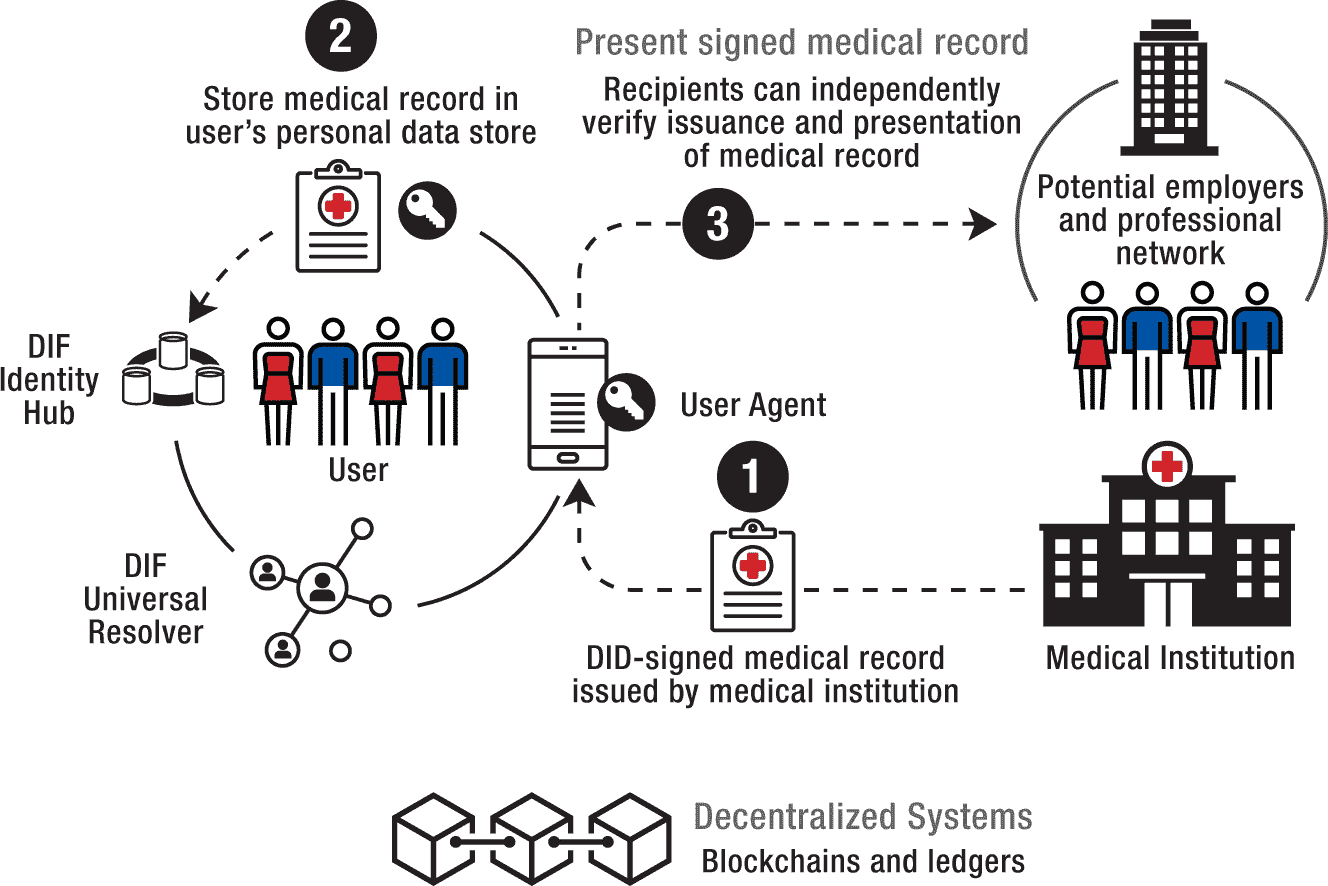 2
Store medical record in
user's personal data store
Present signed medical record
Recipients can independently
verify issuance and presentation
of medical record
3
Potential employers
and professional
network
DIF
Identity
Hub
User
User Agent
1
DIF
Universal
Resolver
DID-signed medical record
issued by medical institution
Medical Institution
Decentralized Systems
Blockchains and ledgers